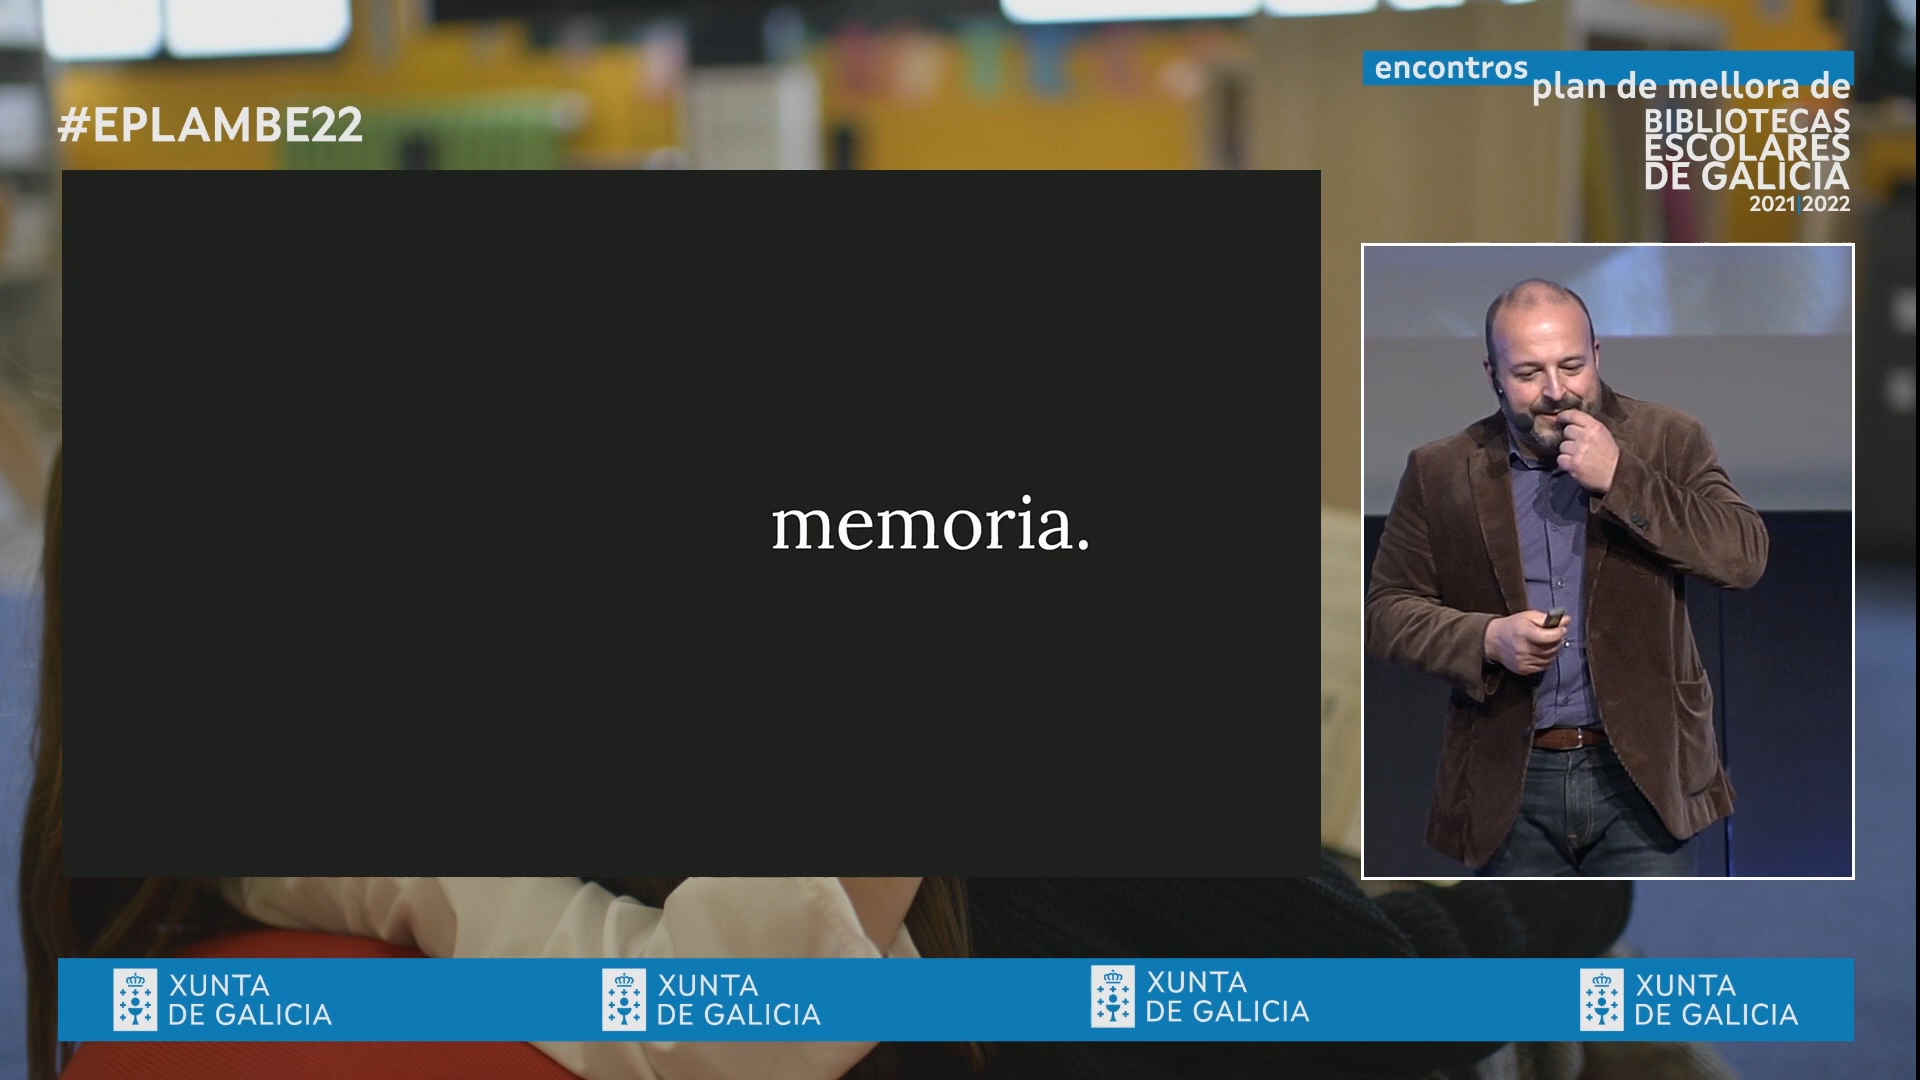 #EPLAMBE22
encontros
plan de mellora de
BIBLIOTECAS
ESCOLARES
DE GALICIA
2021|2022
memoria.
XUNTA
DE GALICIA
XUNTA
DE GALICIA
XUNTA
DE GALICIA
XUNTA
DE GALICIA